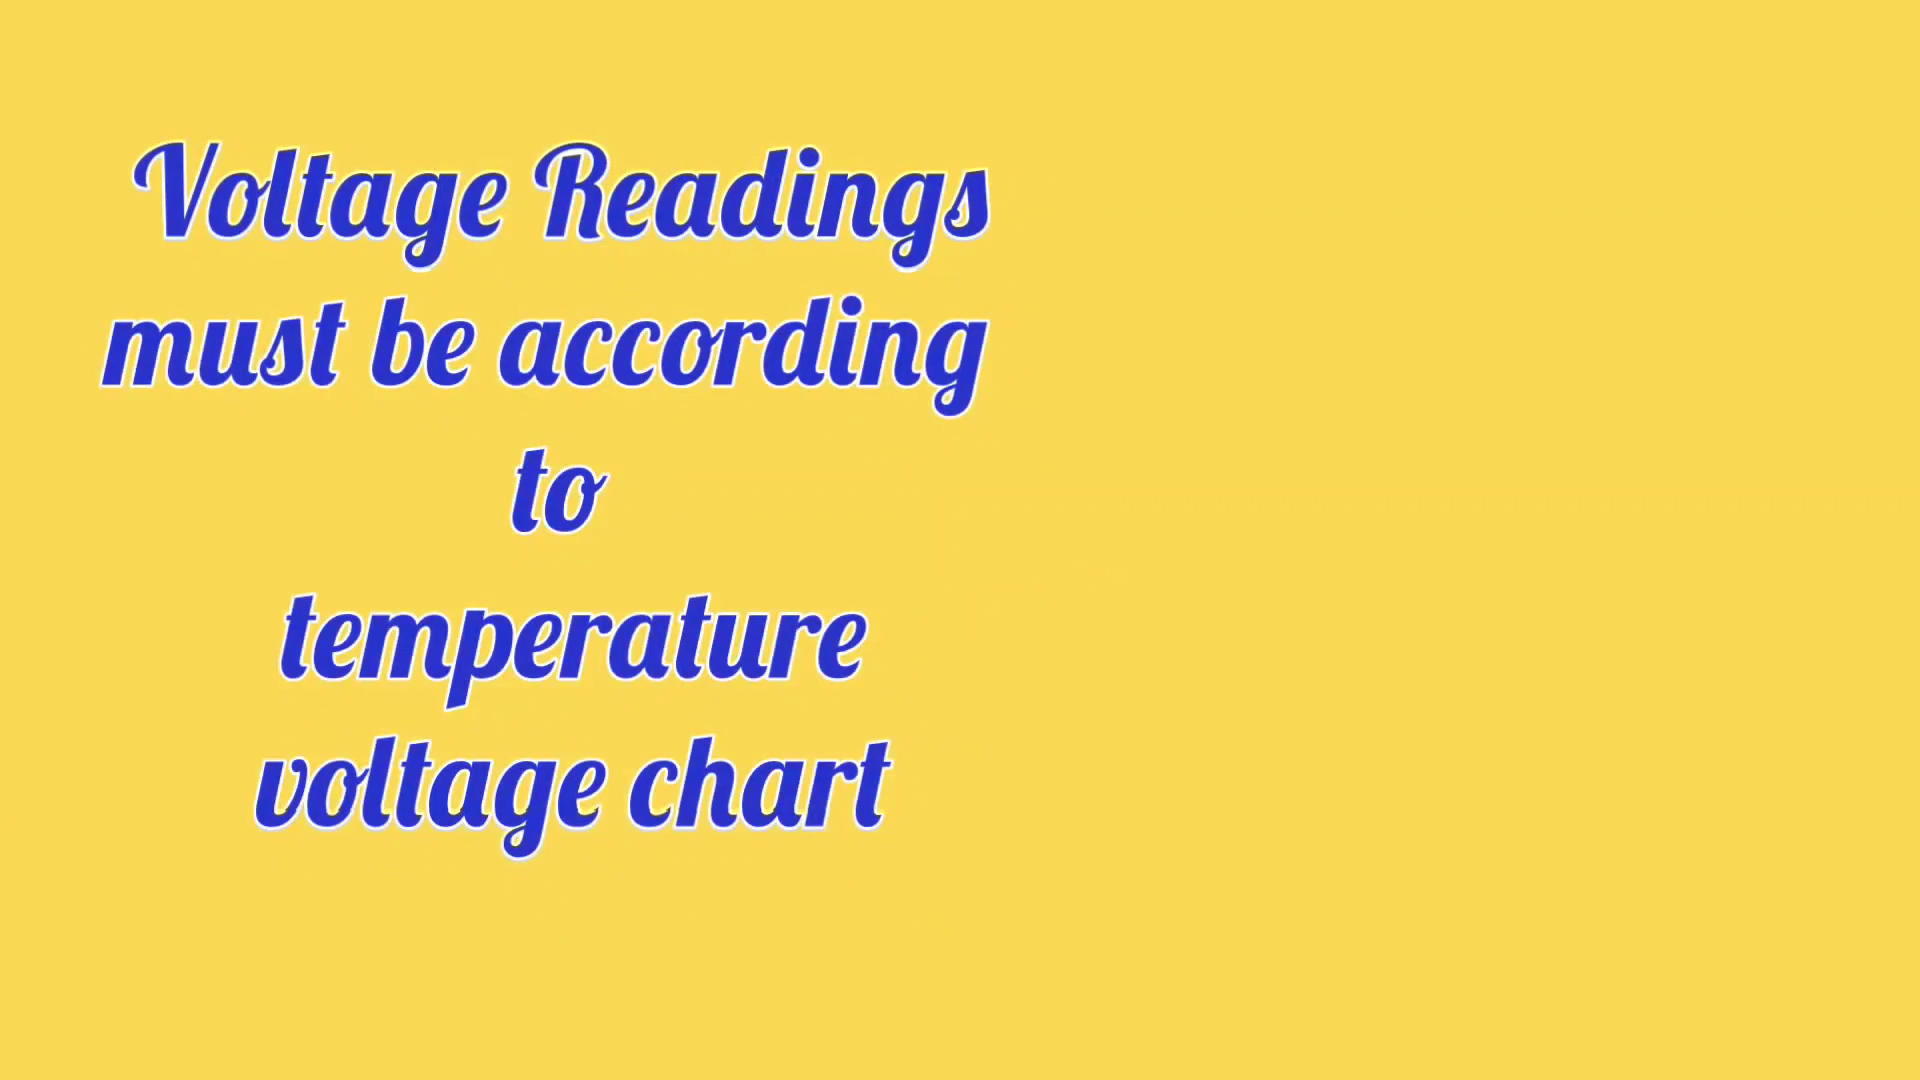 Voltage Readings
must be according
to
temperature
voltage chart